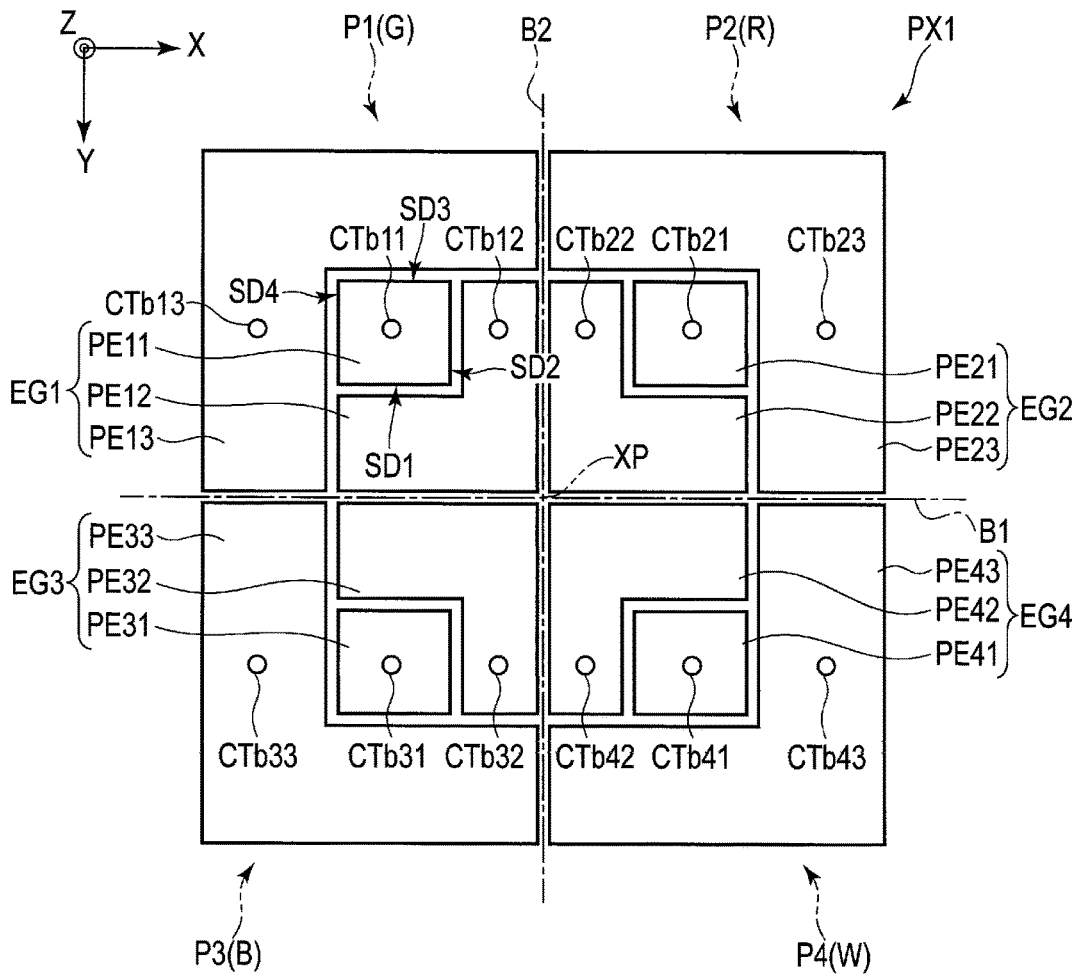 P1(G) B2 P2(R) PX1
Z X
Y
SD3
CTb11 CTb12 CTb22 CTb21 CTb23
SD4
CTb13
PE11 SD2 PE21
EG1 PE12 PE22 EG2
PE13 SD1 XP PE23
B1
PE33 PE43
EG3 PE32 PE42 EG4
PE31 PE41
CTb33 CTb31 CTb32 CTb42 CTb41 CTb43
P3(B) P4(W)